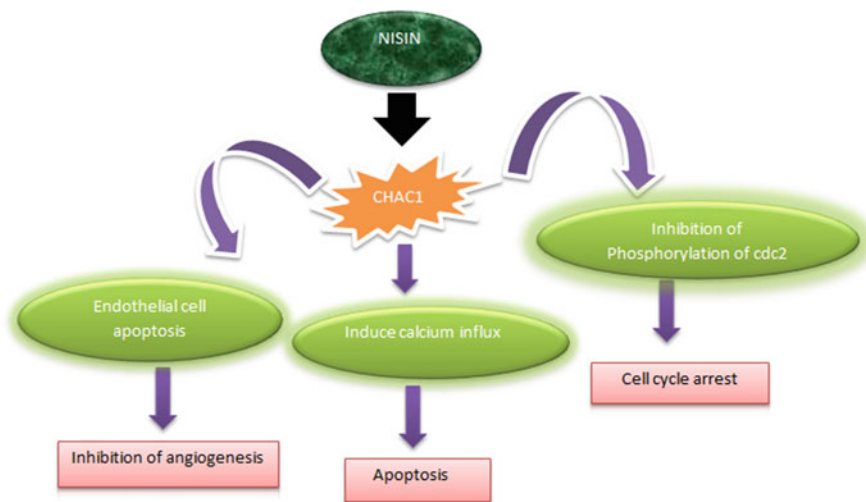 NISIN
CHAC1
Inhibition of
Phosphorylation of cdc2
Endothelial cell
apoptosis
Induce calcium influx
Cell cycle arrest
Inhibition of angiogenesis
Apoptosis